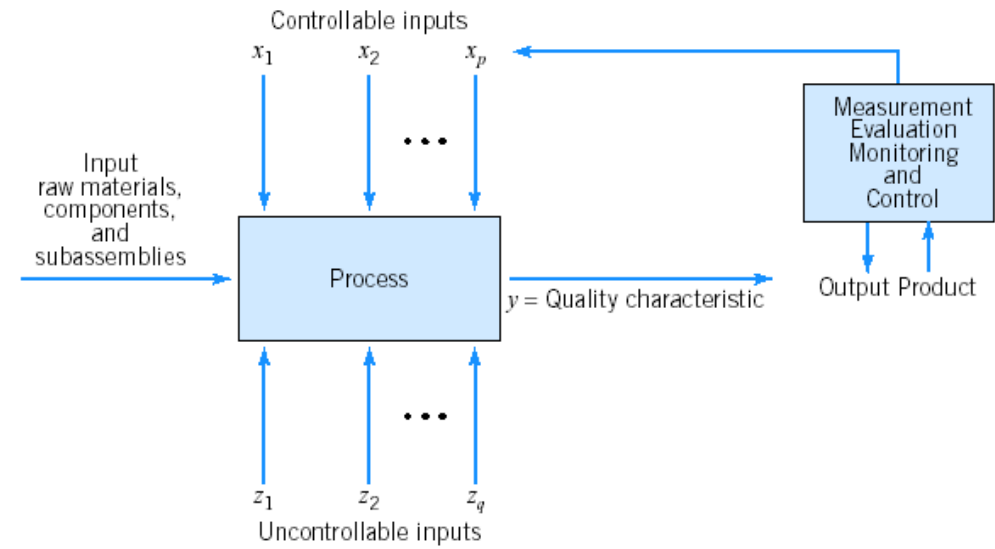 Controllable inputs
x1 x2 xp
Input
raw materials,
components,
and
subassemblies
Process
y = Quality characteristic
Measurement
Evaluation
Monitoring
and
Control
Output Product
z1 z2 zq
Uncontrollable inputs